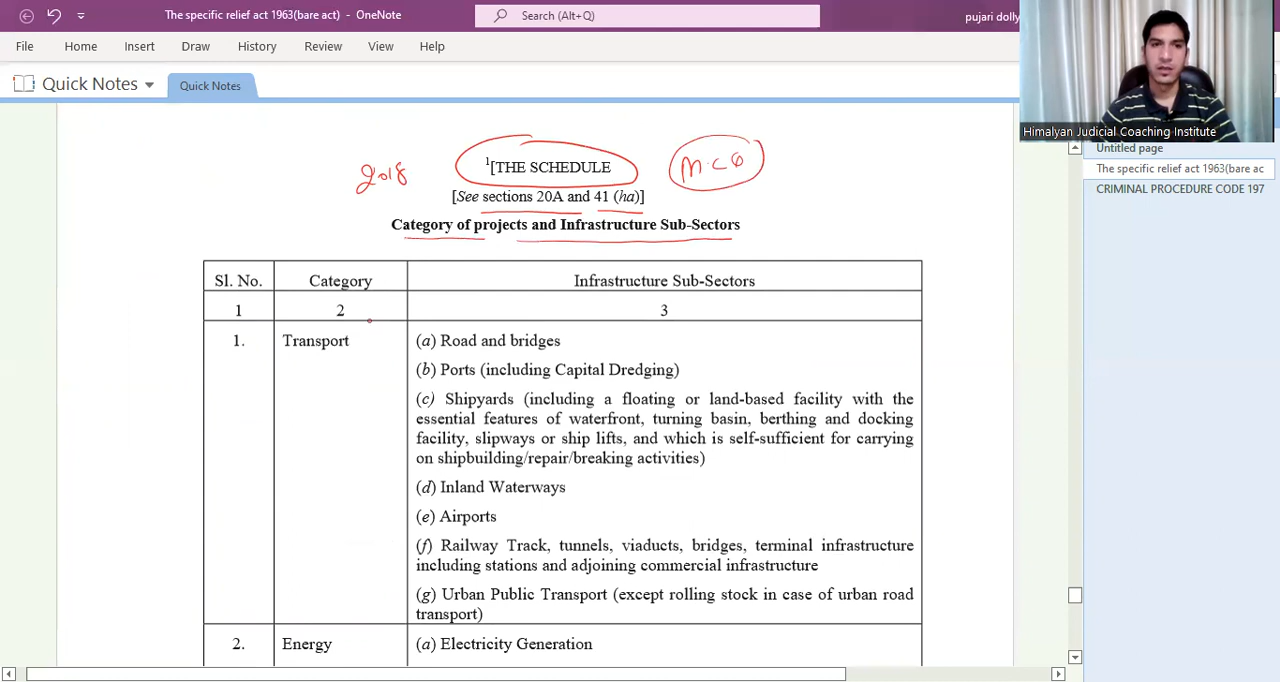 The specific relief act 1963(bare act) - OneNote
Search (Alt+Q)
pujari dolly
File Home Insert Draw History Review View Help
Quick Notes
Quick Notes
Himalyan Judicial Coaching Institute
Untitled page
The specific relief act 1963(bare ac
CRIMINAL PROCEDURE CODE 197
2018
1[THE SCHEDULE
M.C.Q
[See sections 20A and 41 (ha)]
Category of projects and Infrastructure Sub-Sectors
Sl. No. Category Infrastructure Sub-Sectors
1 2 3
1. Transport (a) Road and bridges
(b) Ports (including Capital Dredging)
(c) Shipyards (including a floating or land-based facility with the
essential features of waterfront, turning basin, berthing and docking
facility, slipways or ship lifts, and which is self-sufficient for carrying
on shipbuilding/repair/breaking activities)
(d) Inland Waterways
(e) Airports
(f) Railway Track, tunnels, viaducts, bridges, terminal infrastructure
including stations and adjoining commercial infrastructure
(g) Urban Public Transport (except rolling stock in case of urban road
transport)
2. Energy (a) Electricity Generation